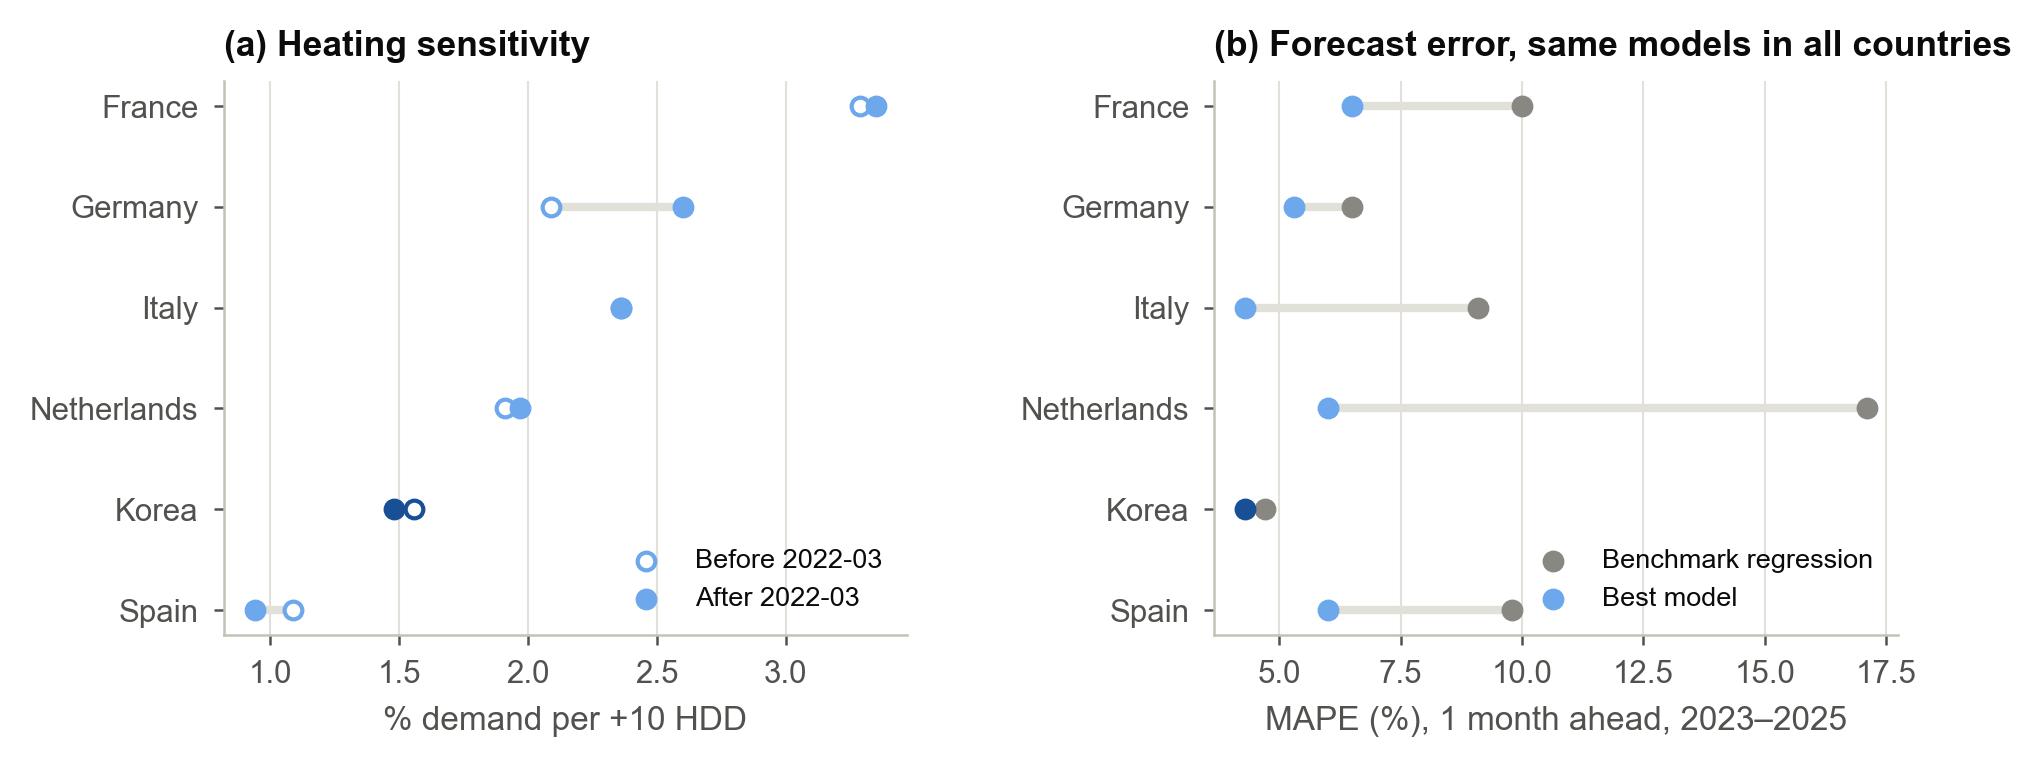 (a) Heating sensitivity
France
Germany
Italy
Netherlands
Korea
Spain
Before 2022-03
After 2022-03
1.0 1.5 2.0 2.5 3.0
% demand per +10 HDD
(b) Forecast error, same models in all countries
France
Germany
Italy
Netherlands
Korea
Spain
Benchmark regression
Best model
5.0 7.5 10.0 12.5 15.0 17.5
MAPE (%), 1 month ahead, 2023–2025